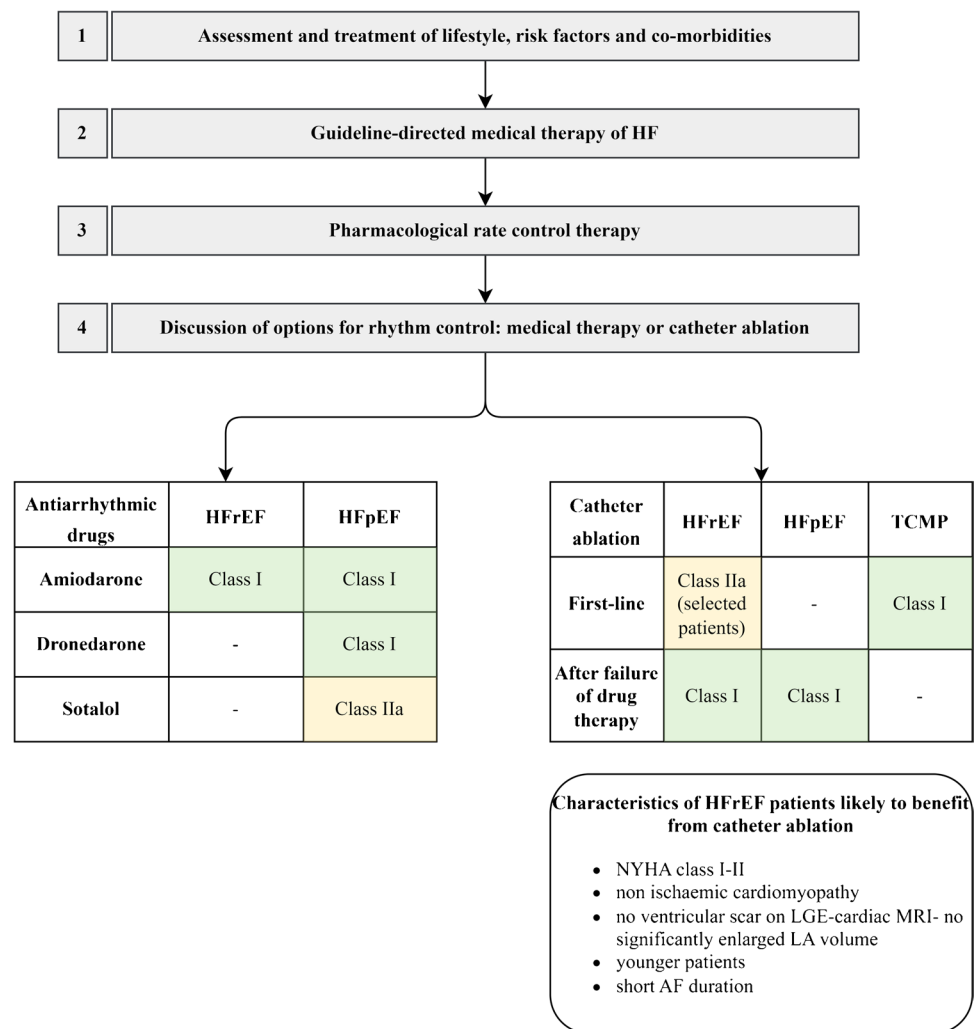 1 Assessment and treatment of lifestyle, risk factors and co-morbidities
2 Guideline-directed medical therapy of HF
3 Pharmacological rate control therapy
4 Discussion of options for rhythm control: medical therapy or catheter ablation
Antiarrhythmic
drugs
HFrEF
HFpEF
Amiodarone
Class I
Class I
Dronedarone
-
Class I
Sotalol
-
Class IIa
Catheter
ablation
HFrEF
HFpEF
TCMP
First-line
Class IIa
(selected
patients)
-
Class I
After failure
of drug
therapy
Class I
Class I
-
Characteristics of HFrEF patients likely to benefit
from catheter ablation
• NYHA class I-II
• non ischaemic cardiomyopathy
• no ventricular scar on LGE-cardiac MRI- no
significantly enlarged LA volume
• younger patients
• short AF duration